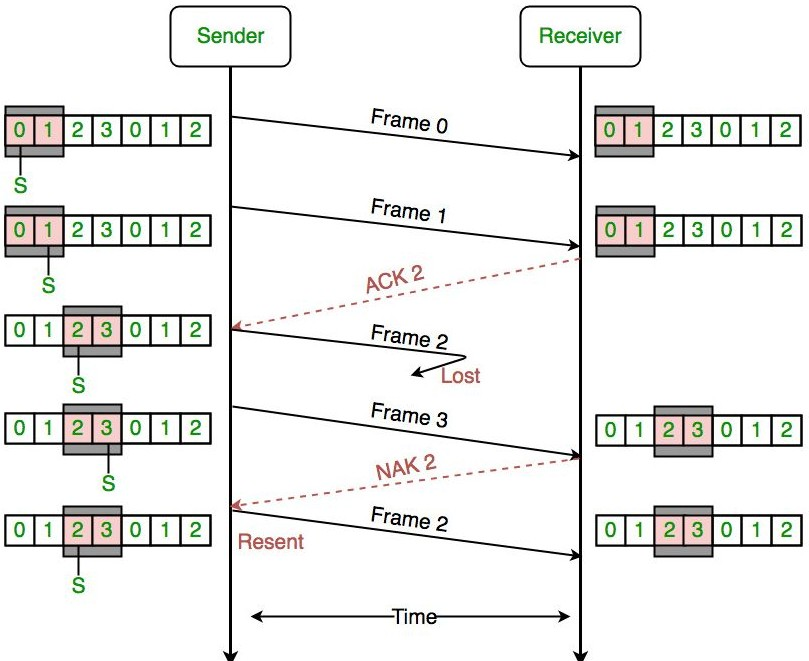 Sender
Receiver
0 1 2 3 0 1 2
Frame 0
0 1 2 3 0 1 2
S
0 1 2 3 0 1 2
Frame 1
0 1 2 3 0 1 2
S
ACK 2
0 1 2 3 0 1 2
Frame 2
Lost
S
0 1 2 3 0 1 2
Frame 3
0 1 2 3 0 1 2
S
NAK 2
0 1 2 3 0 1 2
Frame 2
0 1 2 3 0 1 2
Resent
S
Time